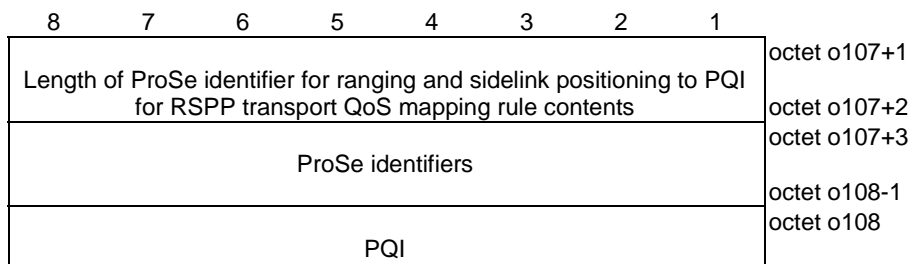 8 7 6 5 4 3 2 1
octet o107+1
Length of ProSe identifier for ranging and sidelink positioning to PQI
for RSPP transport QoS mapping rule contents
octet o107+2
octet o107+3
ProSe identifiers
octet o108-1
octet o108
PQI